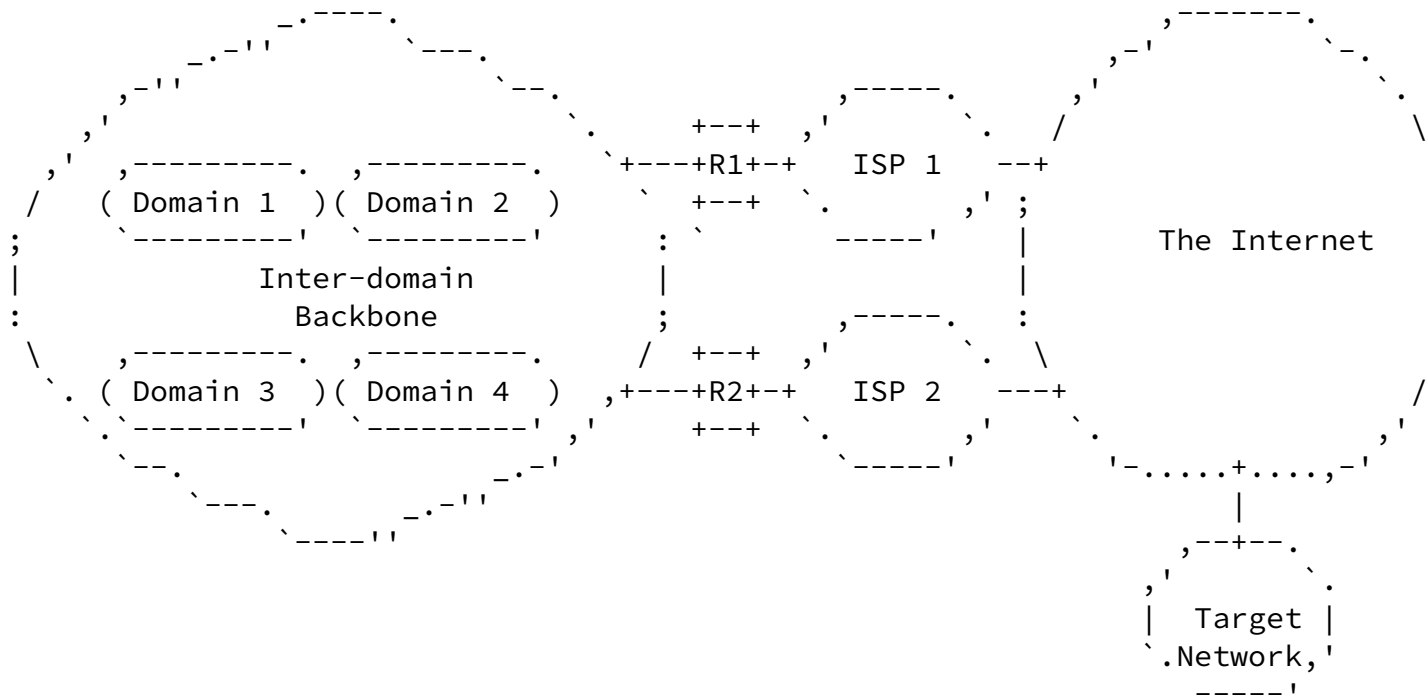 R1 ISP 1
Domain 1 Domain 2
The Internet
Inter-domain
Backbone
Domain 3 Domain 4 R2 ISP 2
Target
Network